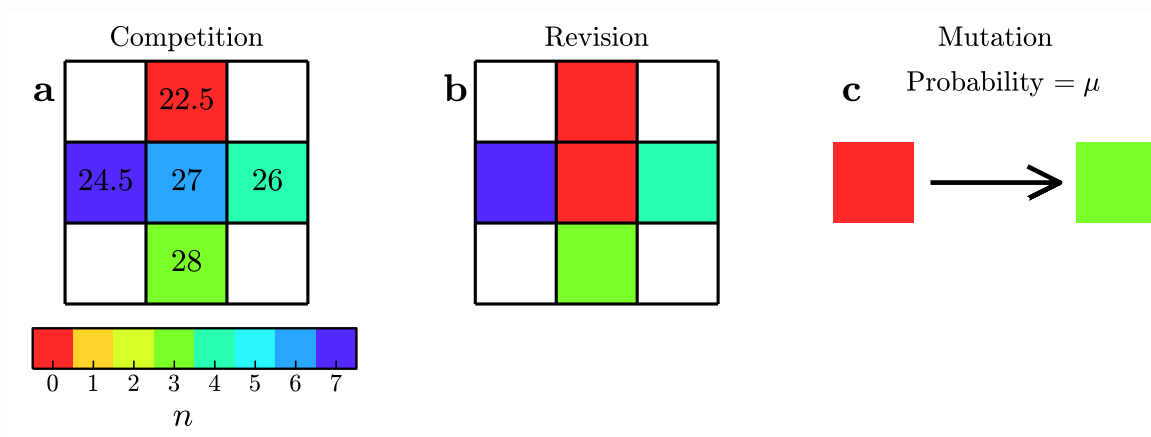 Competition
Revision
Mutation
a
b
c
Probability = μ
22.5
24.5 27 26
28
0 1 2 3 4 5 6 7
n